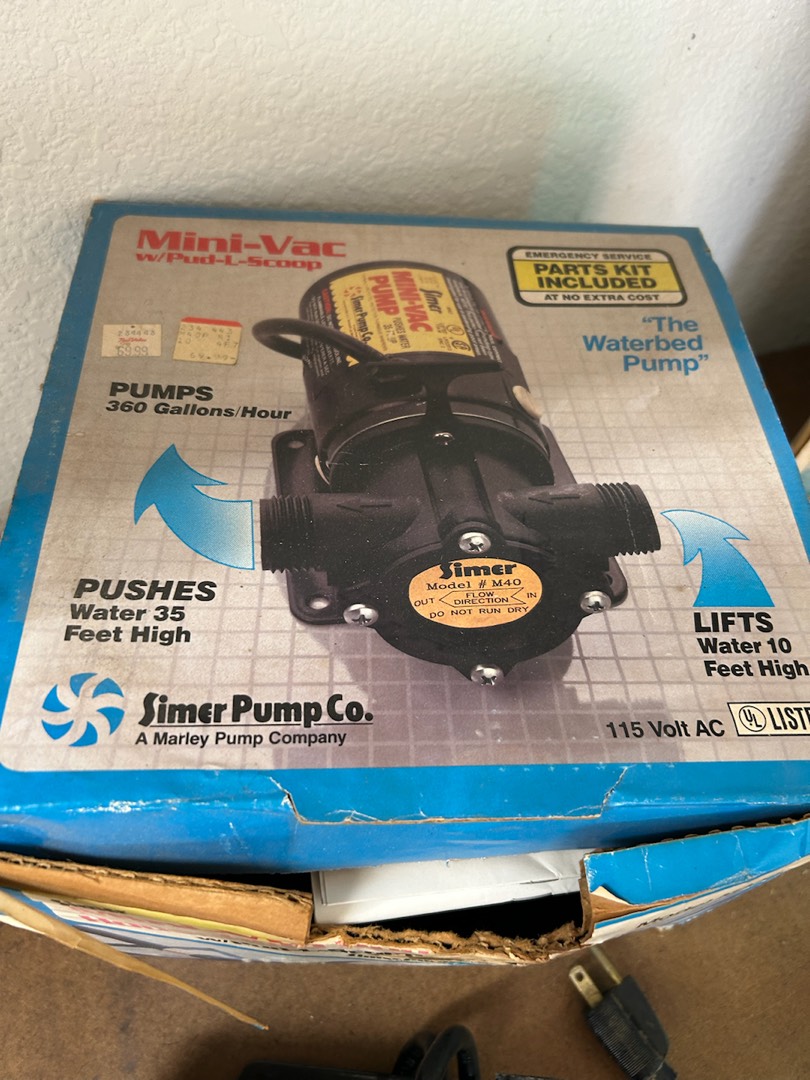 Mini-Vac
w/Pud-L-Scoop
EMERGENCY SERVICE
PARTS KIT
INCLUDED
AT NO EXTRA COST
"The
Waterbed
Pump"
Simer
MINI-VAC
PUMP
Simer Pump Co.
69.99
PUMPS
360 Gallons/Hour
PUSHES
Water 35
Feet High
Simer
Model # M40
OUT FLOW DIRECTION IN
DO NOT RUN DRY
LIFTS
Water 10
Feet High
Simer Pump Co.
A Marley Pump Company
115 Volt AC
UL LISTE